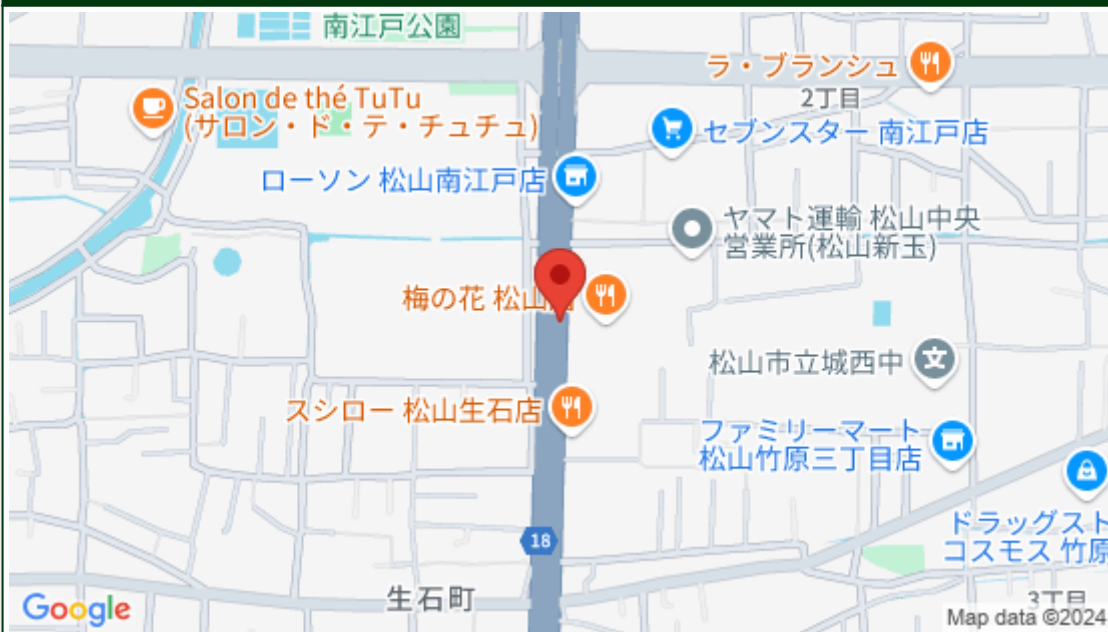 南江戸公園
ラ・ブランシュ
2丁目
Salon de thé TuTu
(サロン・ド・テ・チュチュ)
セブンスター 南江戸店
ローソン 松山南江戸店
ヤマト運輸 松山中央
営業所(松山新玉)
梅の花 松山
松山市立城西中
文
スシロー 松山生石店
ファミリーマート
松山竹原三丁目店
ドラッグスト
コスモス 竹原
18
生石町
3丁目
Google
Map data ©2024